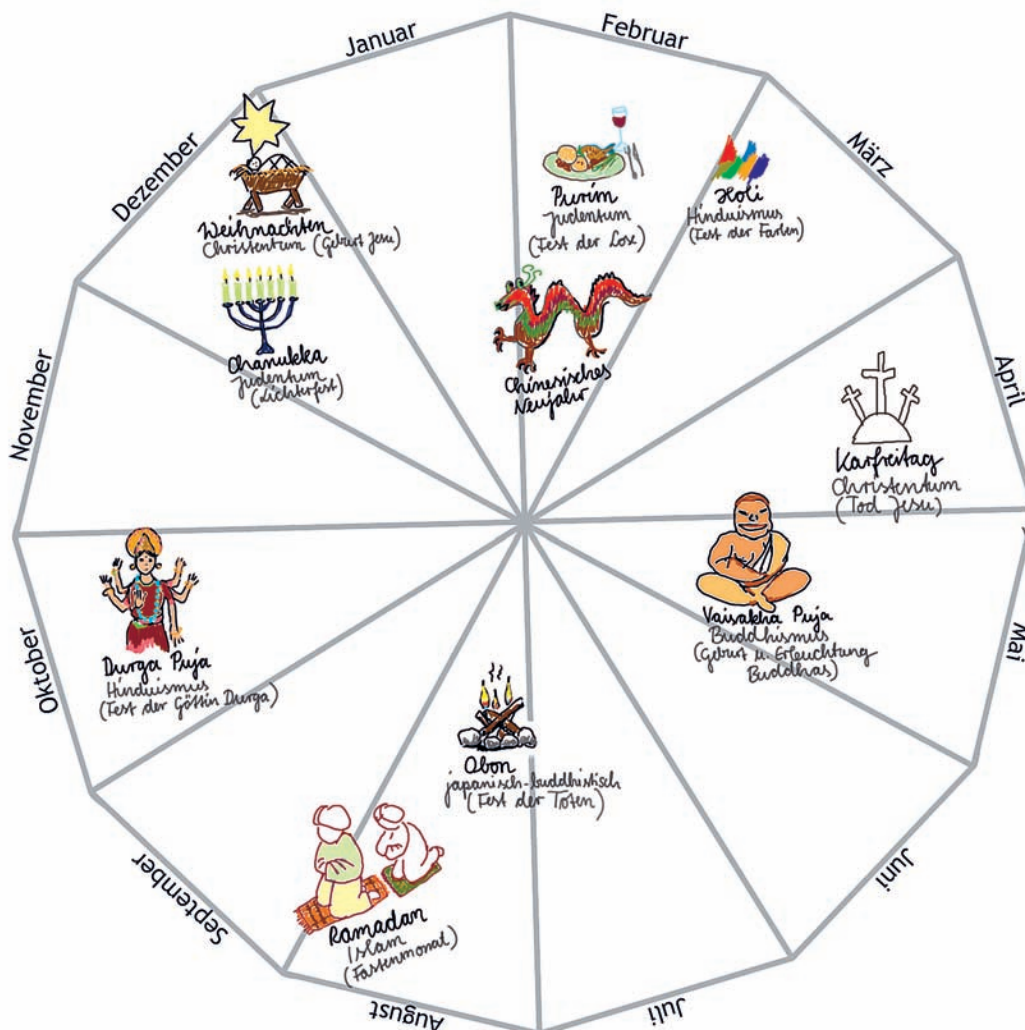 Januar
Februar
März
April
Mai
Juni
Juli
August
September
Oktober
November
Dezember
Weihnachten
Christentum (Geburt Jesu)
Chanukka
Judentum
(Lichterfest)
Purim
Judentum
(Fest der Lose)
Chinesisches
Neujahr
Holi
Hinduismus
(Fest der Farben)
Karfreitag
Christentum
(Tod Jesu)
Vaisakha Puja
Buddhismus
(Geburt u. Erleuchtung
Buddhas)
Obon
japanisch-buddhistisch
(Fest der Toten)
Ramadan
Islam
(Fastenmonat)
Durga Puja
Hinduismus
(Fest der Göttin Durga)